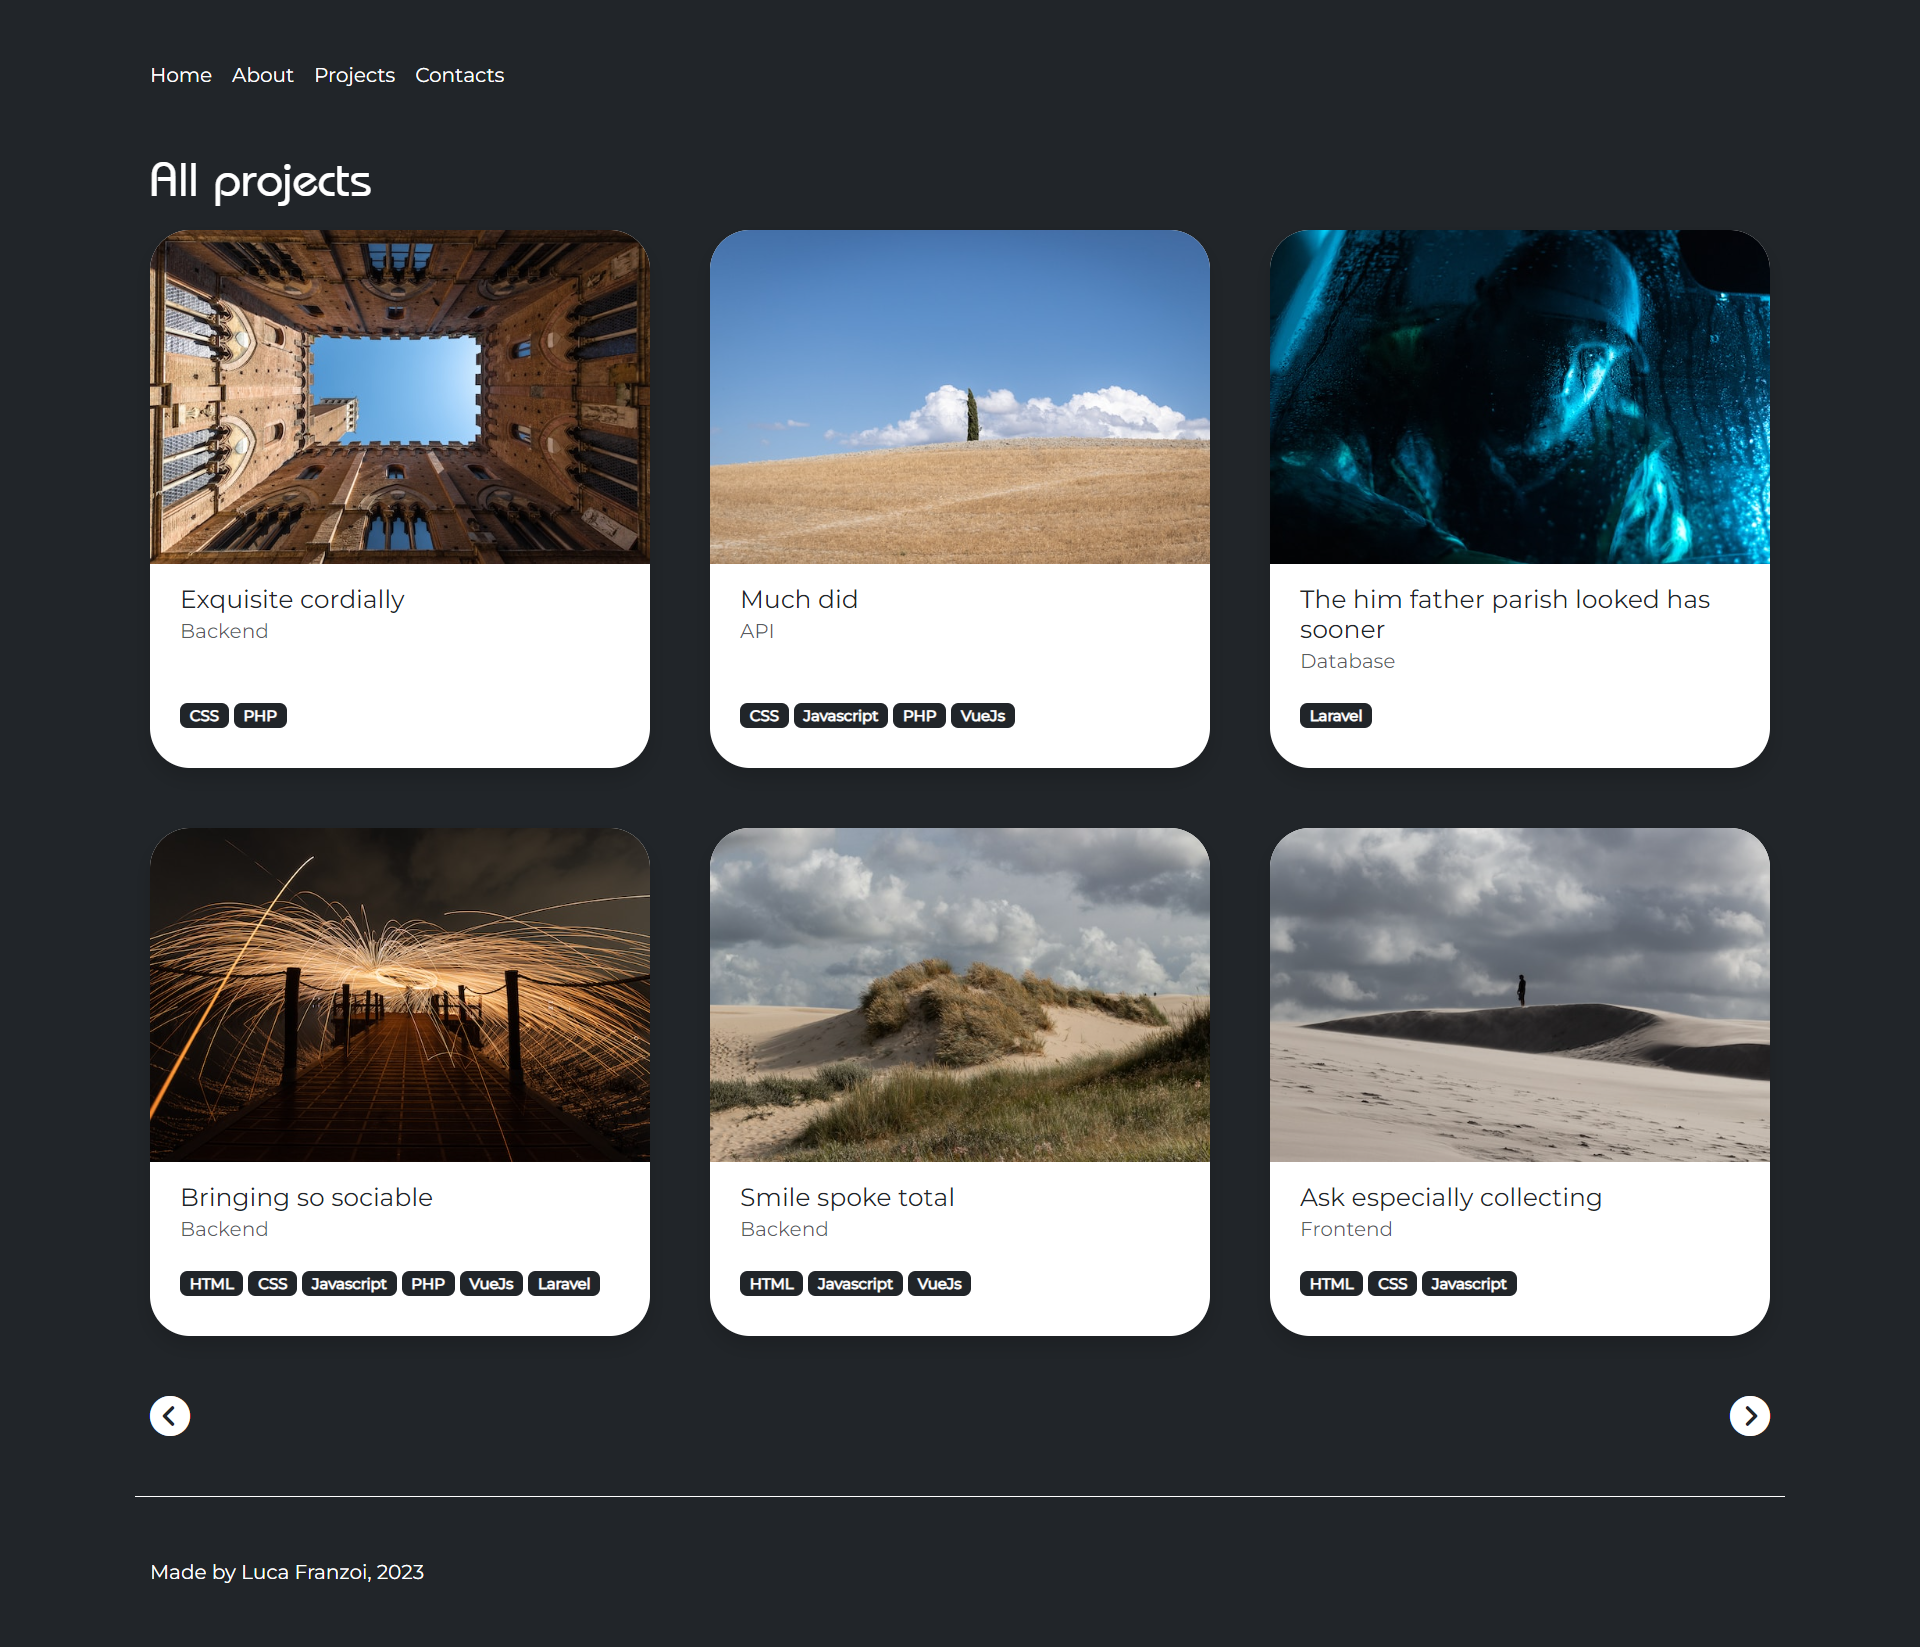 Home About Projects Contacts
All projects
Exquisite cordially
Backend
CSS PHP
Much did
API
CSS Javascript PHP VueJs
The him father parish looked has
sooner
Database
Laravel
Bringing so sociable
Backend
HTML CSS Javascript PHP VueJs Laravel
Smile spoke total
Backend
HTML Javascript VueJs
Ask especially collecting
Frontend
HTML CSS Javascript
Made by Luca Franzoi, 2023